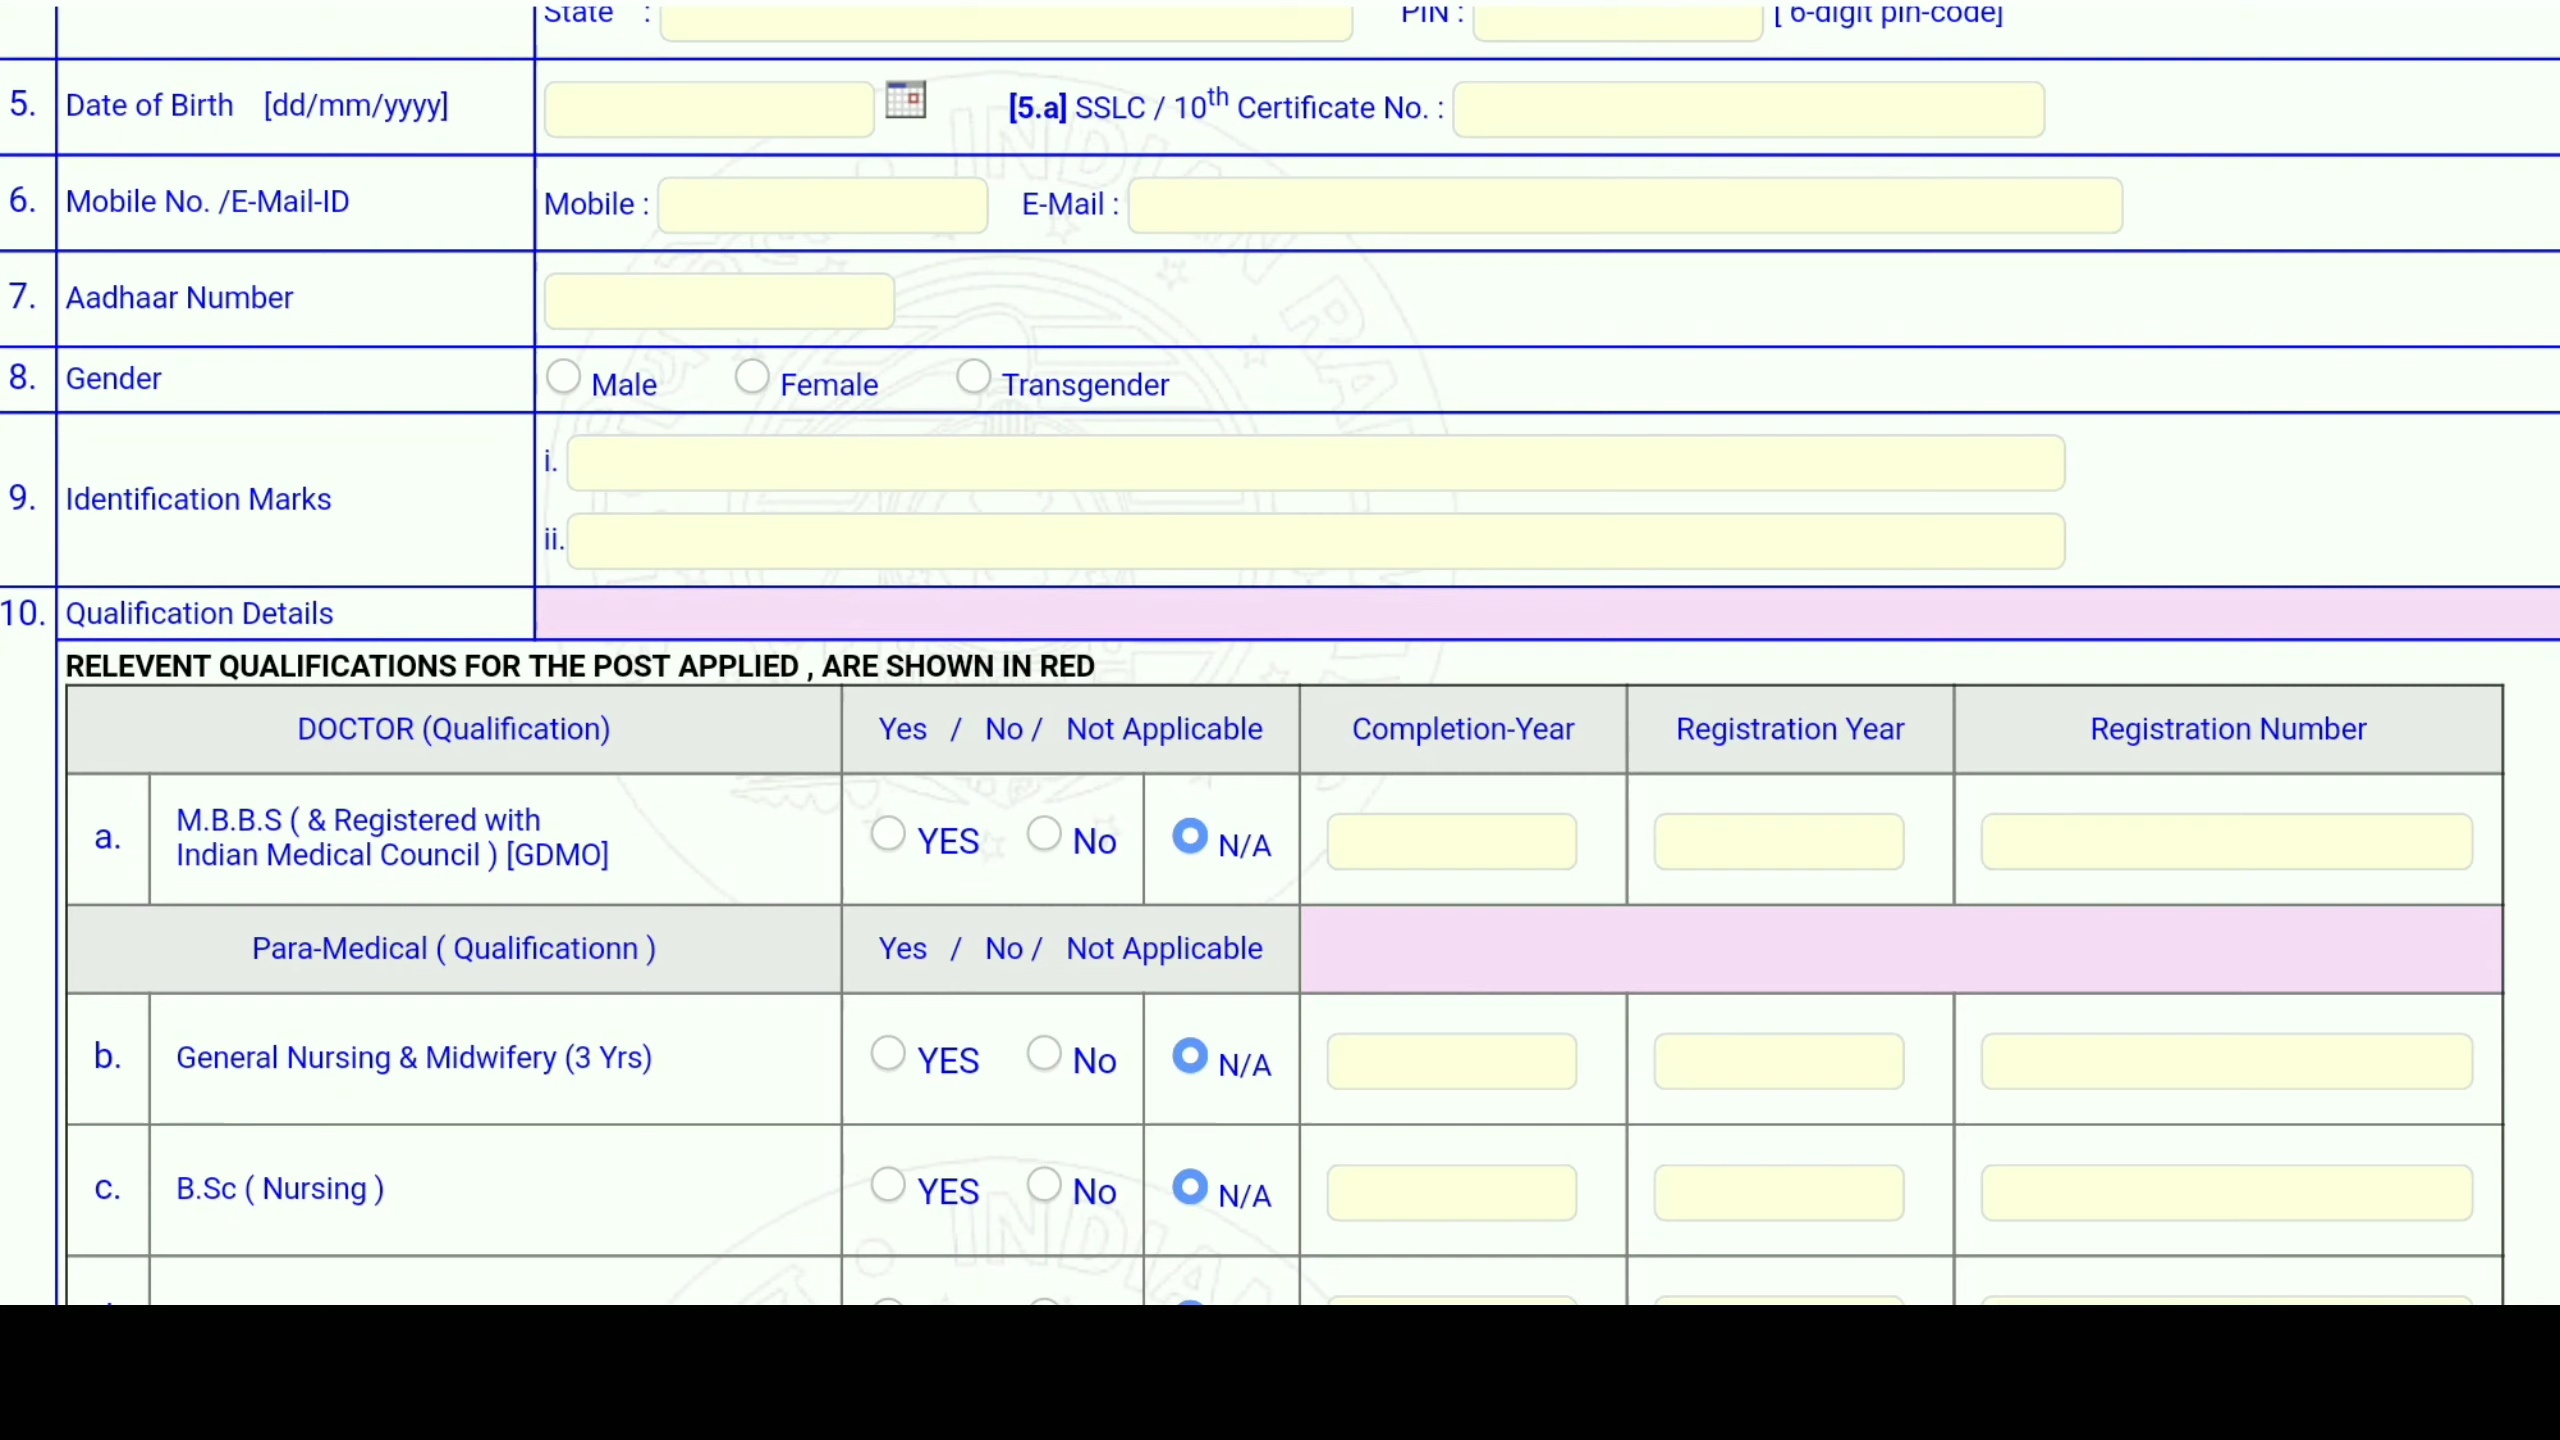 State : PIN : [ 6-digit pin-code]
5. Date of Birth [dd/mm/yyyy] [5.a] SSLC / 10th Certificate No. :
6. Mobile No. /E-Mail-ID Mobile : E-Mail :
7. Aadhaar Number
8. Gender Male Female Transgender
9. Identification Marks
i.
ii.
10. Qualification Details
RELEVENT QUALIFICATIONS FOR THE POST APPLIED , ARE SHOWN IN RED
DOCTOR (Qualification) Yes / No / Not Applicable Completion-Year Registration Year Registration Number
a. M.B.B.S ( & Registered with
Indian Medical Council ) [GDMO] YES No N/A
Para-Medical ( Qualificationn ) Yes / No / Not Applicable
b. General Nursing & Midwifery (3 Yrs) YES No N/A
c. B.Sc ( Nursing ) YES No N/A
INDIAN